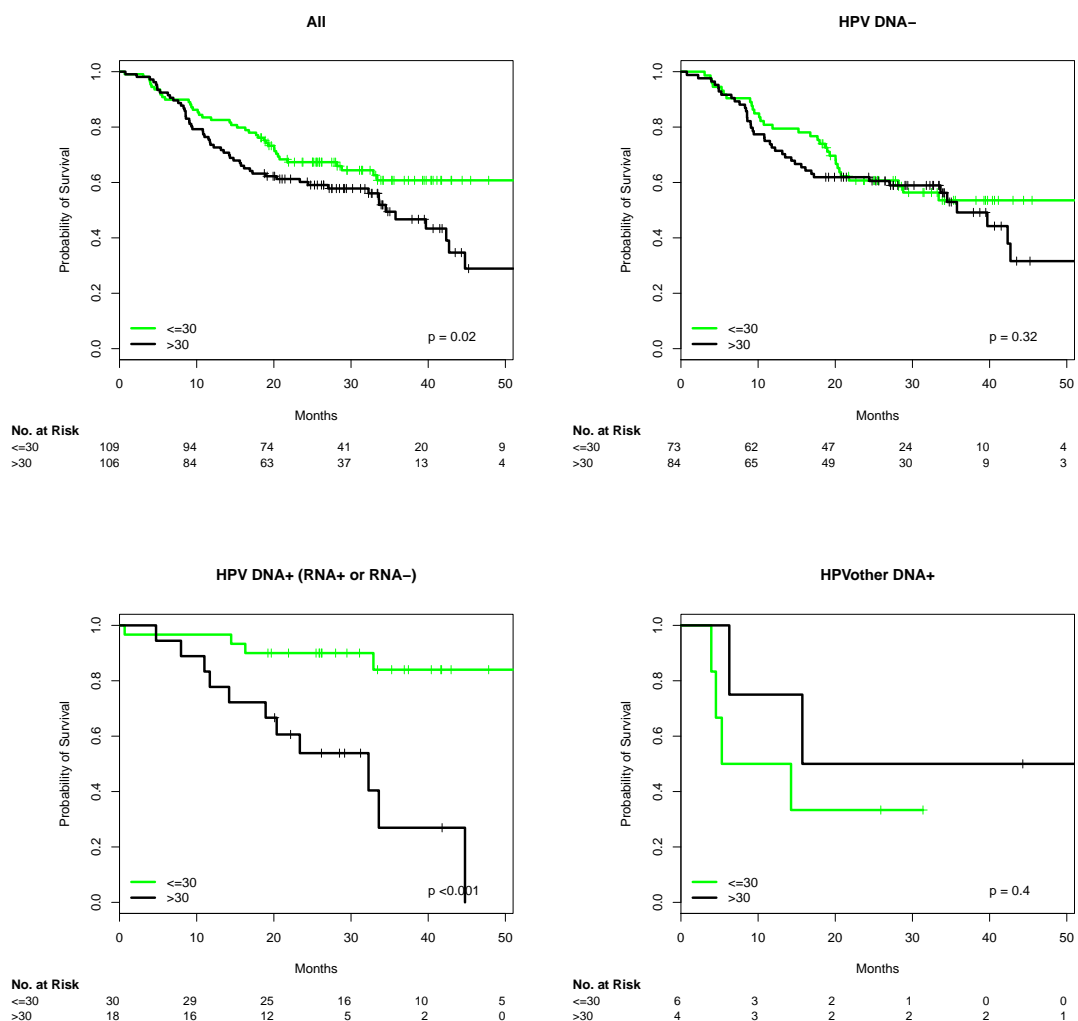 All
Probability of Survival
1.0
0.8
0.6
0.4
0.2
0.0
<=30
>30
p = 0.02
0 10 20 30 40 50
Months
No. at Risk
<=30 109 94 74 41 20 9
>30 106 84 63 37 13 4
HPV DNA−
Probability of Survival
1.0
0.8
0.6
0.4
0.2
0.0
<=30
>30
p = 0.32
0 10 20 30 40 50
Months
No. at Risk
<=30 73 62 47 24 10 4
>30 84 65 49 30 9 3
HPV DNA+ (RNA+ or RNA−)
Probability of Survival
1.0
0.8
0.6
0.4
0.2
0.0
<=30
>30
p <0.001
0 10 20 30 40 50
Months
No. at Risk
<=30 30 29 25 16 10 5
>30 18 16 12 5 2 0
HPVother DNA+
Probability of Survival
1.0
0.8
0.6
0.4
0.2
0.0
<=30
>30
p = 0.4
0 10 20 30 40 50
Months
No. at Risk
<=30 6 3 2 1 0 0
>30 4 3 2 2 2 1